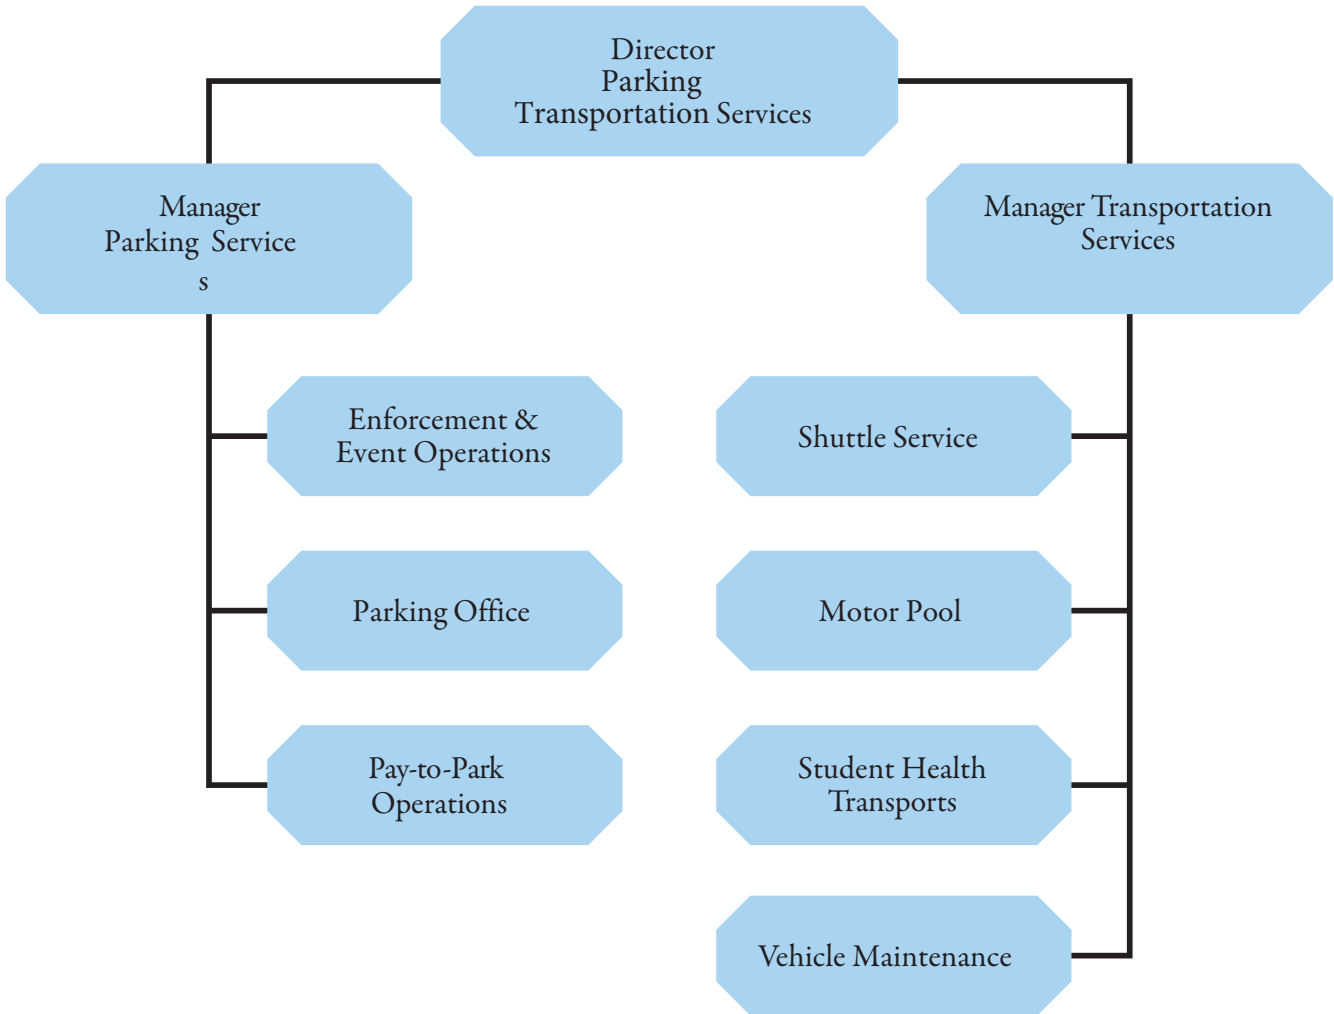 Director
Parking
Transportation Services
Manager
Parking Service
s
Manager Transportation
Services
Enforcement &
Event Operations
Shuttle Service
Parking Office
Motor Pool
Pay-to-Park
Operations
Student Health
Transports
Vehicle Maintenance